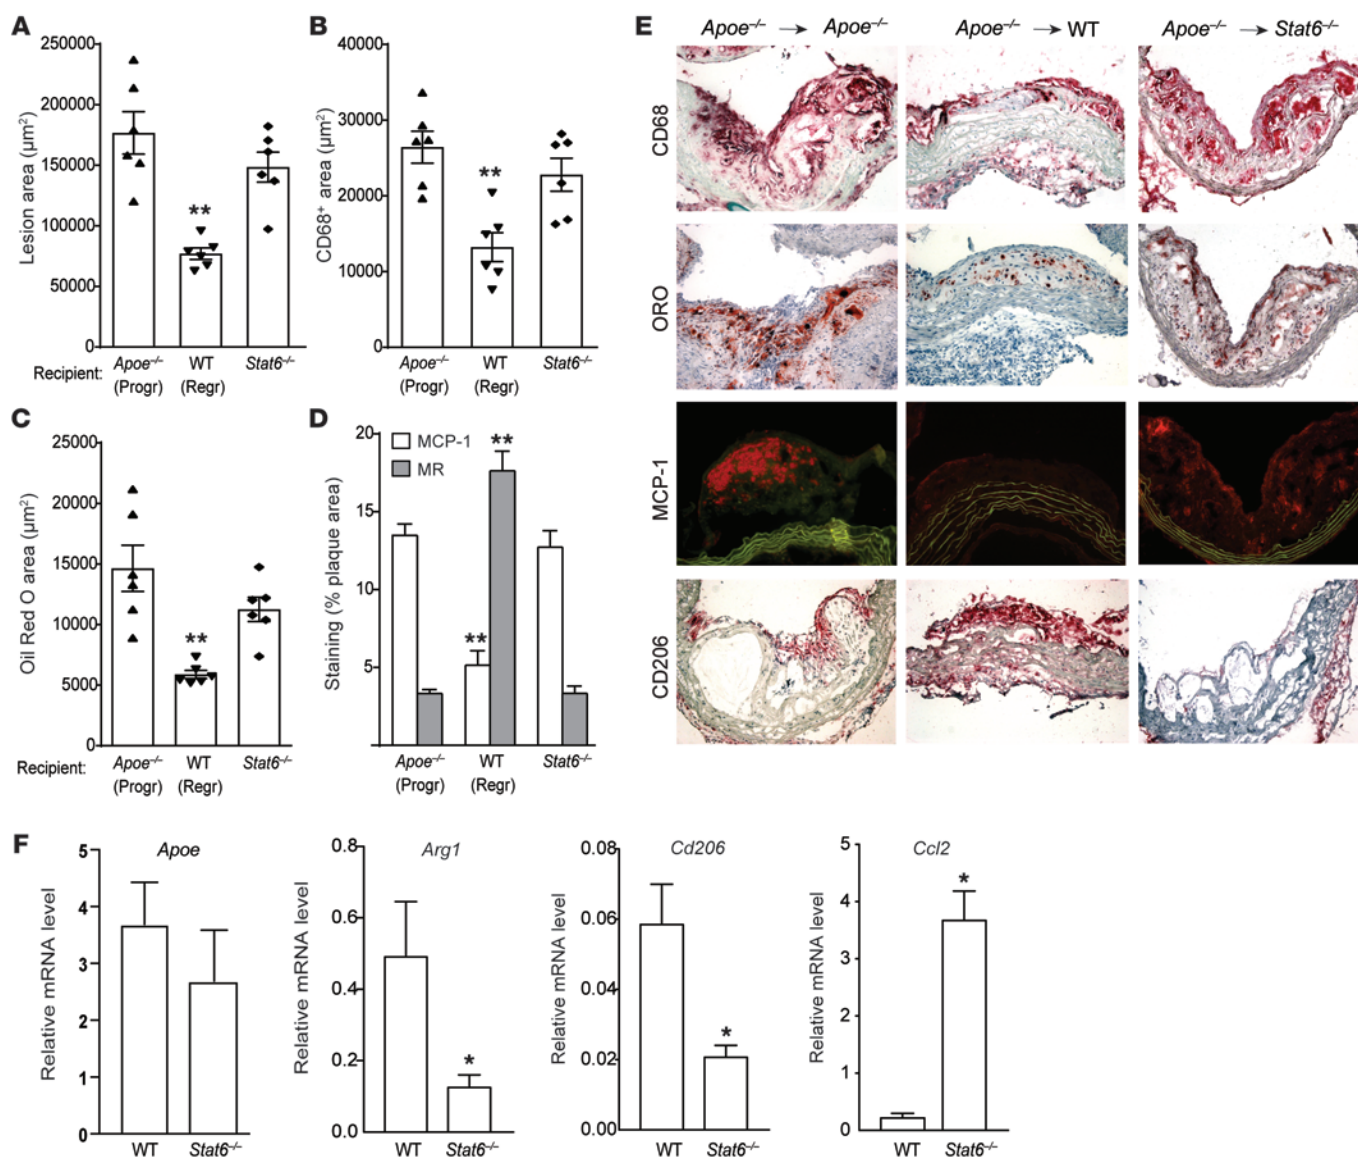 A
Lesion area (µm²)
250000
200000
150000
100000
50000
0
**
Recipient:
Apoe⁻/⁻ WT Stat6⁻/⁻
(Progr) (Regr)
B
CD68⁺ area (µm²)
40000
30000
20000
10000
0
**
Apoe⁻/⁻ WT Stat6⁻/⁻
(Progr) (Regr)
C
Oil Red O area (µm²)
25000
20000
15000
10000
5000
0
**
Recipient:
Apoe⁻/⁻ WT Stat6⁻/⁻
(Progr) (Regr)
D
Staining (% plaque area)
20
15
10
5
0
MCP-1
MR
**
**
Apoe⁻/⁻ WT Stat6⁻/⁻
(Progr) (Regr)
E
Apoe⁻/⁻ → Apoe⁻/⁻
Apoe⁻/⁻ → WT
Apoe⁻/⁻ → Stat6⁻/⁻
CD68
ORO
MCP-1
CD206
F
Apoe
Relative mRNA level
5
4
3
2
1
0
WT Stat6⁻/⁻
Arg1
Relative mRNA level
0.8
0.6
0.4
0.2
0.0
*
WT Stat6⁻/⁻
Cd206
Relative mRNA level
0.08
0.06
0.04
0.02
0.00
*
WT Stat6⁻/⁻
Ccl2
Relative mRNA level
5
4
3
2
1
0
*
WT Stat6⁻/⁻